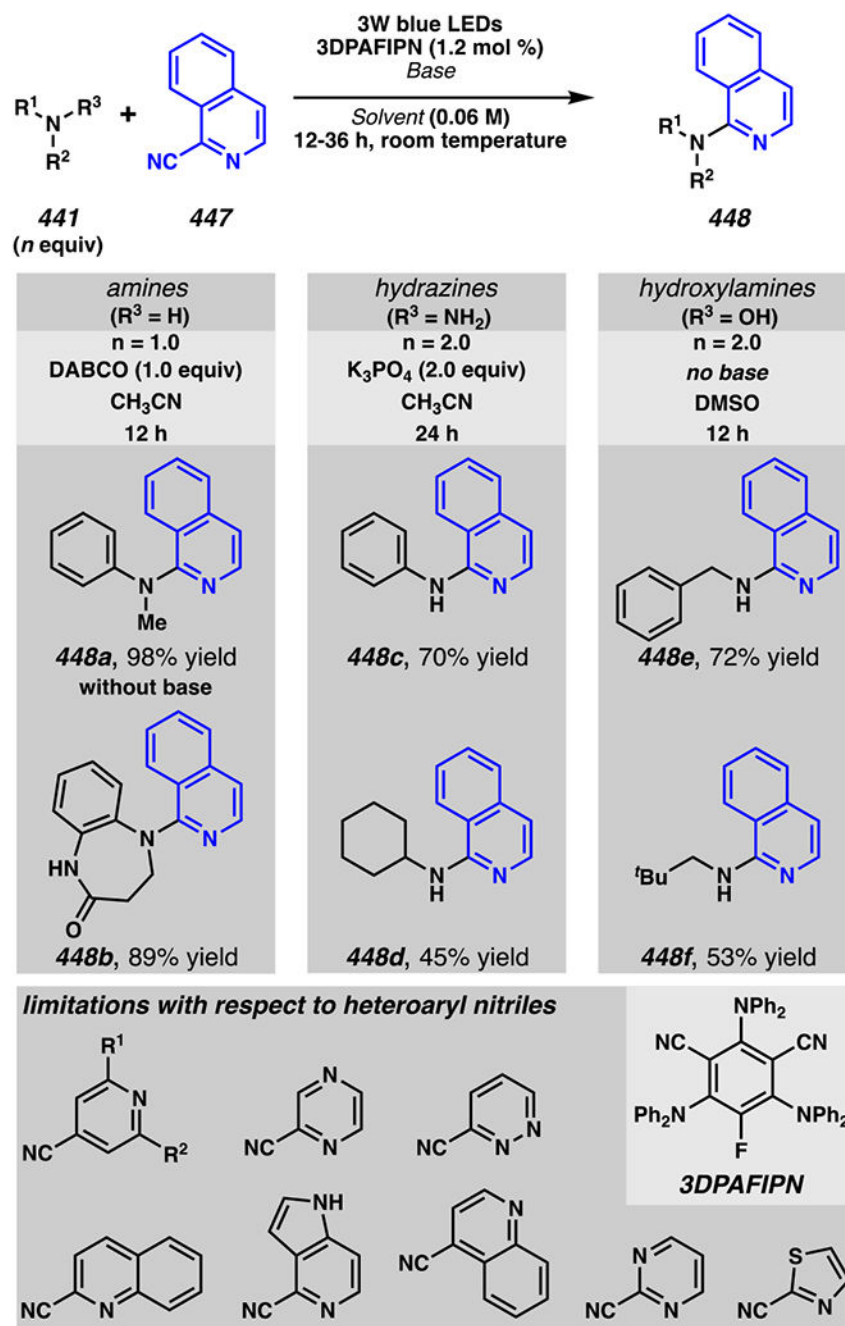 3W blue LEDs
3DPAFIPN (1.2 mol %)
Base
Solvent (0.06 M)
12-36 h, room temperature
R¹ N R³
R²
+
NC N
R¹ N N
R²
441
(n equiv)
447
448
amines
(R³ = H)
n = 1.0
DABCO (1.0 equiv)
CH₃CN
12 h
hydrazines
(R³ = NH₂)
n = 2.0
K₃PO₄ (2.0 equiv)
CH₃CN
24 h
hydroxylamines
(R³ = OH)
n = 2.0
no base
DMSO
12 h
N N
Me
448a, 98% yield
without base
N H N
448c, 70% yield
N H N
448e, 72% yield
N N
HN
O
448b, 89% yield
N H N
448d, 45% yield
ᵗBu N H N
448f, 53% yield
limitations with respect to heteroaryl nitriles
R¹
N
NC R²
N
NC N
NC N N
NPh₂
NC CN
Ph₂N NPh₂
F
3DPAFIPN
NC N
NH
NC N
N
NC
N
NC N
S
NC N